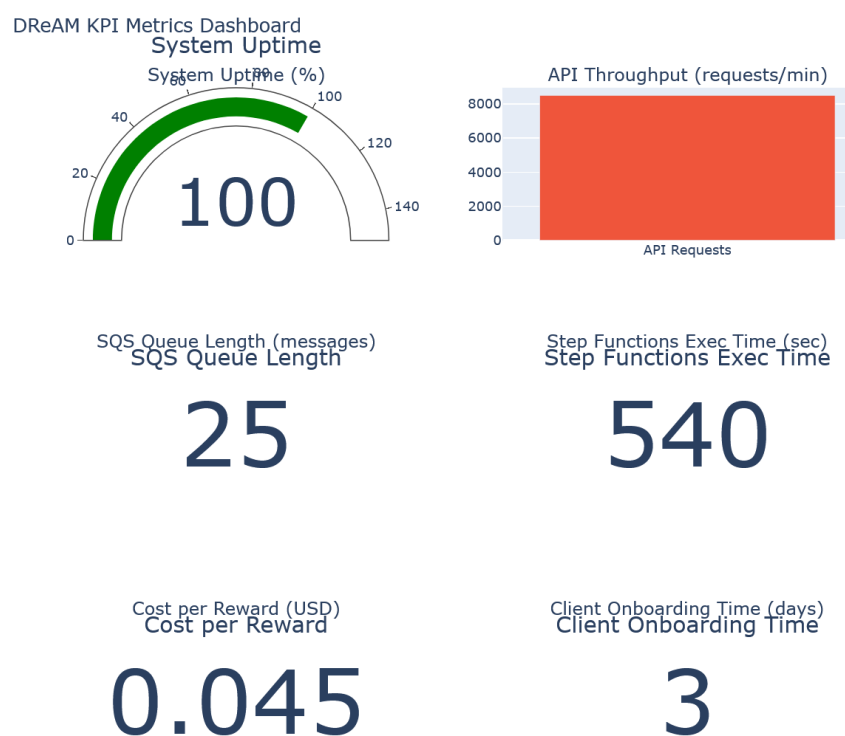 DReAM KPI Metrics Dashboard
System Uptime
System Uptime (%)
0
20
40
60
80
100
120
140
100
API Throughput (requests/min)
8000
6000
4000
2000
0
API Requests
SQS Queue Length (messages)
SQS Queue Length
25
Step Functions Exec Time (sec)
Step Functions Exec Time
540
Cost per Reward (USD)
Cost per Reward
0.045
Client Onboarding Time (days)
Client Onboarding Time
3